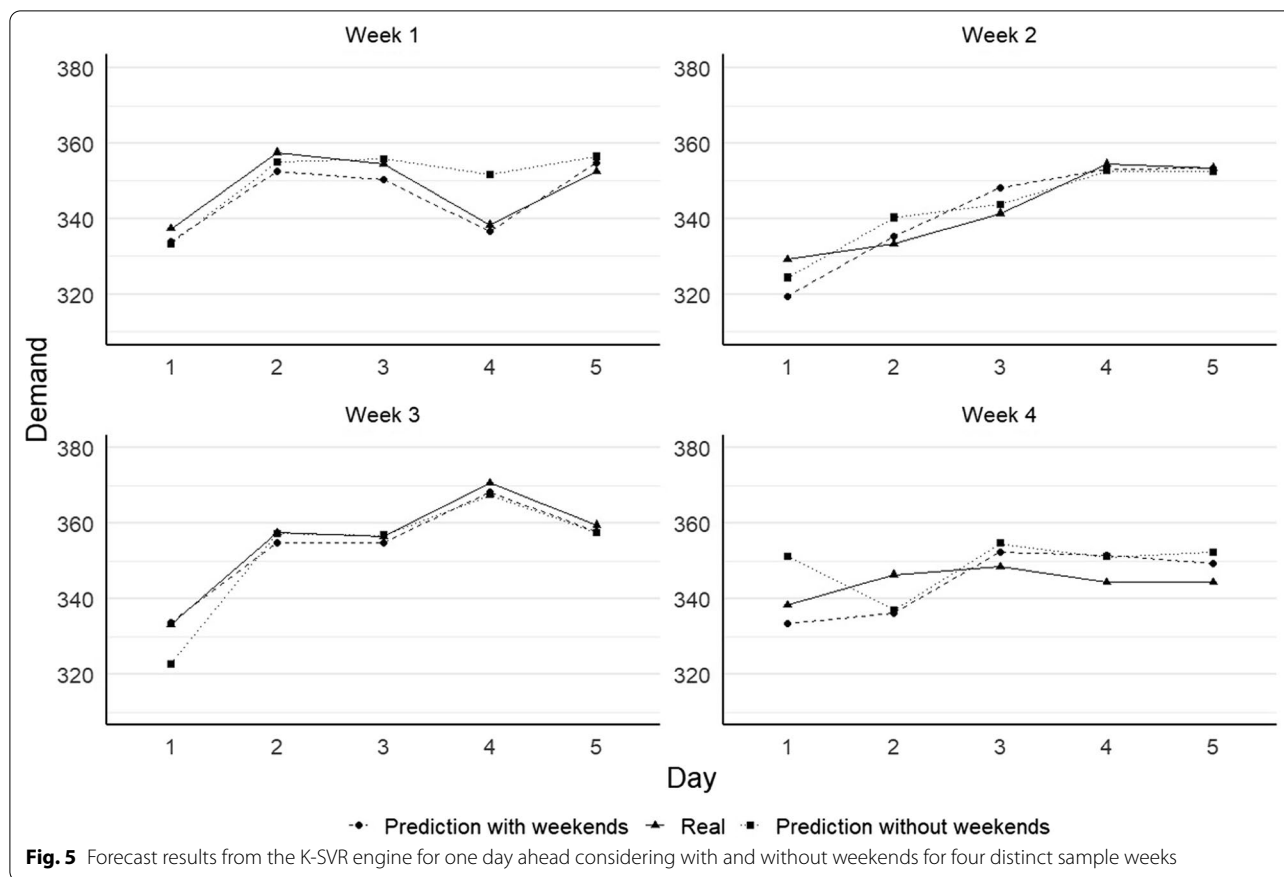 Week 1
Week 2
380
360
340
320
1 2 3 4 5
380
360
340
320
1 2 3 4 5
Demand
Week 3
Week 4
380
360
340
320
1 2 3 4 5
380
360
340
320
1 2 3 4 5
Day
Prediction with weekends Real Prediction without weekends
Fig. 5 Forecast results from the K-SVR engine for one day ahead considering with and without weekends for four distinct sample weeks